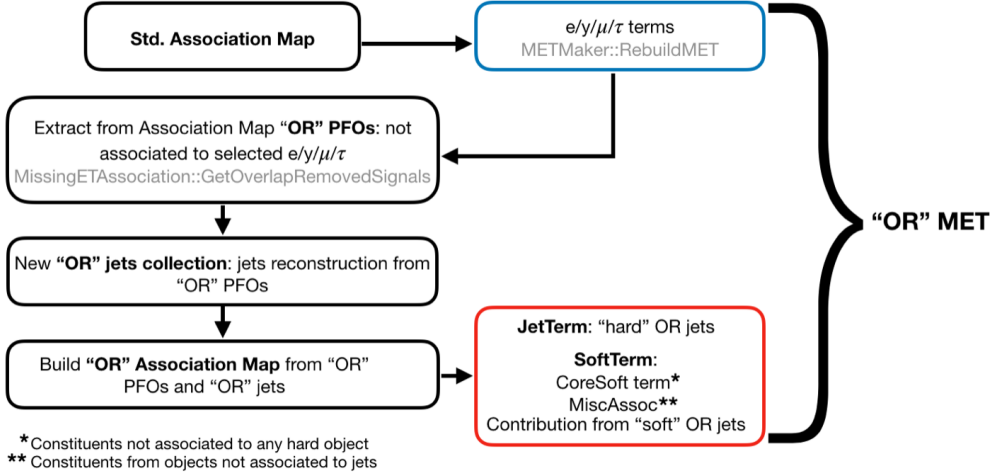 Std. Association Map
e/y/μ/τ terms
METMaker::RebuildMET
Extract from Association Map “OR” PFOs: not
associated to selected e/y/μ/τ
MissingETAssociation::GetOverlapRemovedSignals
“OR” MET
New “OR” jets collection: jets reconstruction from
“OR” PFOs
Build “OR” Association Map from “OR”
PFOs and “OR” jets
JetTerm: “hard” OR jets
SoftTerm:
CoreSoft term*
MiscAssoc**
Contribution from “soft” OR jets
* Constituents not associated to any hard object
** Constituents from objects not associated to jets